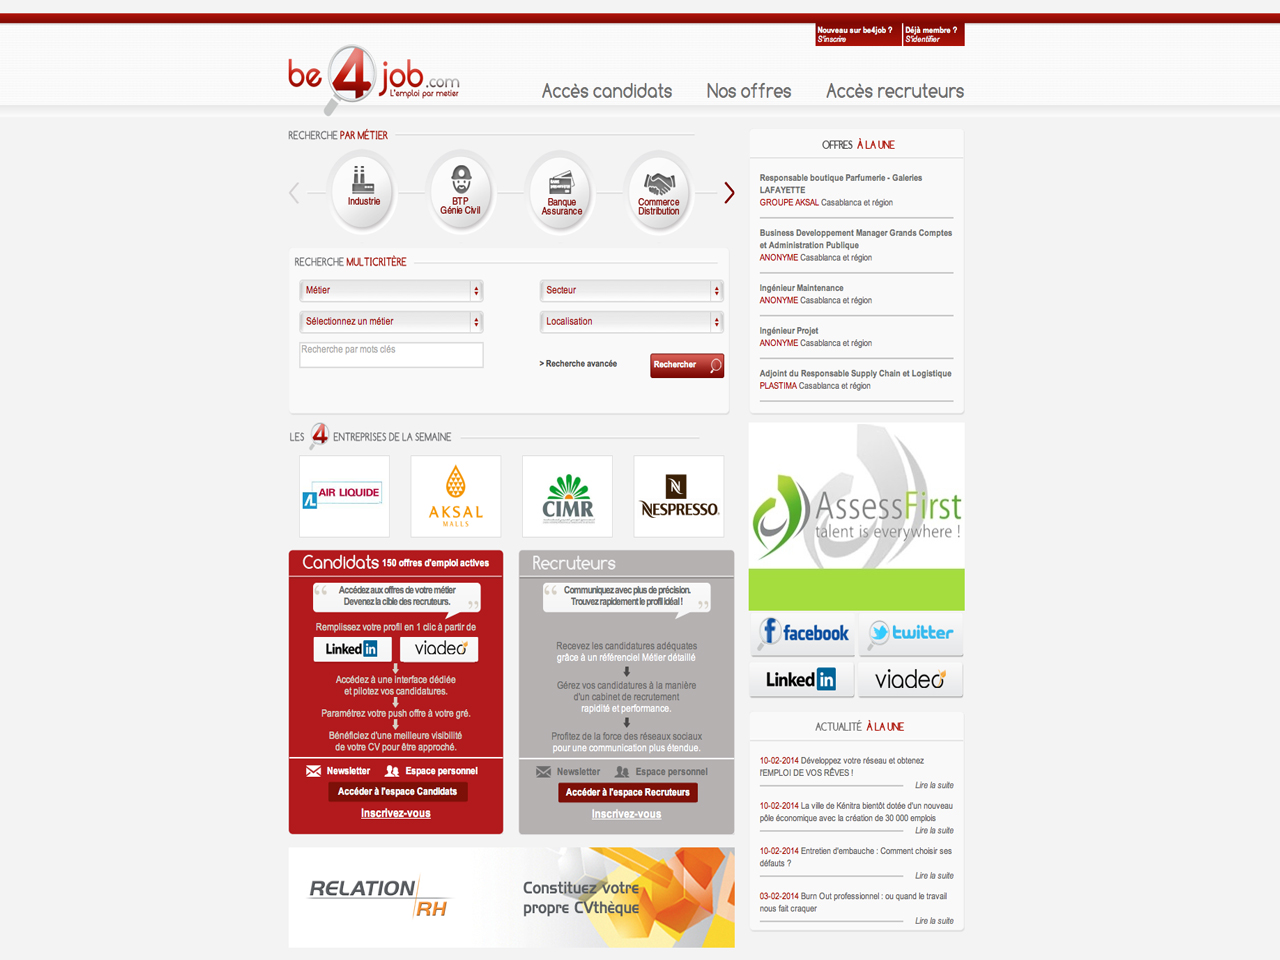 Nouveau sur be4job ?
S'inscrire
Déjà membre ?
S'identifier
be4job.com
L'emploi par metier
Accès candidats
Nos offres
Accès recruteurs
RECHERCHE PAR MÉTIER
Industrie
BTP
Génie Civil
Banque
Assurance
Commerce
Distribution
RECHERCHE MULTICRITÈRE
Métier
Secteur
Sélectionnez un métier
Localisation
Recherche par mots clés
> Recherche avancée
Rechercher
LES 4 ENTREPRISES DE LA SEMAINE
AIR LIQUIDE
AKSAL
MALLS
CIMR
NESPRESSO.
Candidats 150 offres d'emploi actives
Accédez aux offres de votre métier
Devenez la cible des recruteurs.
Remplissez votre profil en 1 clic à partir de
Linked in
viadeo
Accédez à une interface dédiée
et pilotez vos candidatures.
Paramétrez votre push offre à votre gré.
Bénéficiez d'une meilleure visibilité
de votre CV pour être approché.
Newsletter
Espace personnel
Accéder à l'espace Candidats
Inscrivez-vous
Recruteurs
Communiquez avec plus de précision.
Trouvez rapidement le profil idéal !
Recevez les candidatures adéquates
grâce à un référenciel Métier détaillé
Gérez vos candidatures à la manière
d'un cabinet de recrutement
rapidité et performance.
Profitez de la force des réseaux sociaux
pour une communication plus étendue.
Newsletter
Espace personnel
Accéder à l'espace Recruteurs
Inscrivez-vous
RELATION
RH
Constituez votre
propre CVthèque
OFFRES À LA UNE
Responsable boutique Parfumerie - Galeries
LAFAYETTE
GROUPE AKSAL Casablanca et région
Business Developpement Manager Grands Comptes
et Administration Publique
ANONYME Casablanca et région
Ingénieur Maintenance
ANONYME Casablanca et région
Ingénieur Projet
ANONYME Casablanca et région
Adjoint du Responsable Supply Chain et Logistique
PLASTIMA Casablanca et région
AssessFirst
talent is everywhere !
facebook
twitter
Linked in
viadeo
ACTUALITÉ À LA UNE
10-02-2014 Développez votre réseau et obtenez
l'EMPLOI DE VOS RÊVES !
Lire la suite
10-02-2014 La ville de Kénitra bientôt dotée d'un nouveau
pôle économique avec la création de 30 000 emplois
Lire la suite
10-02-2014 Entretien d'embauche : Comment choisir ses
défauts ?
Lire la suite
03-02-2014 Burn Out professionnel : ou quand le travail
nous fait craquer
Lire la suite